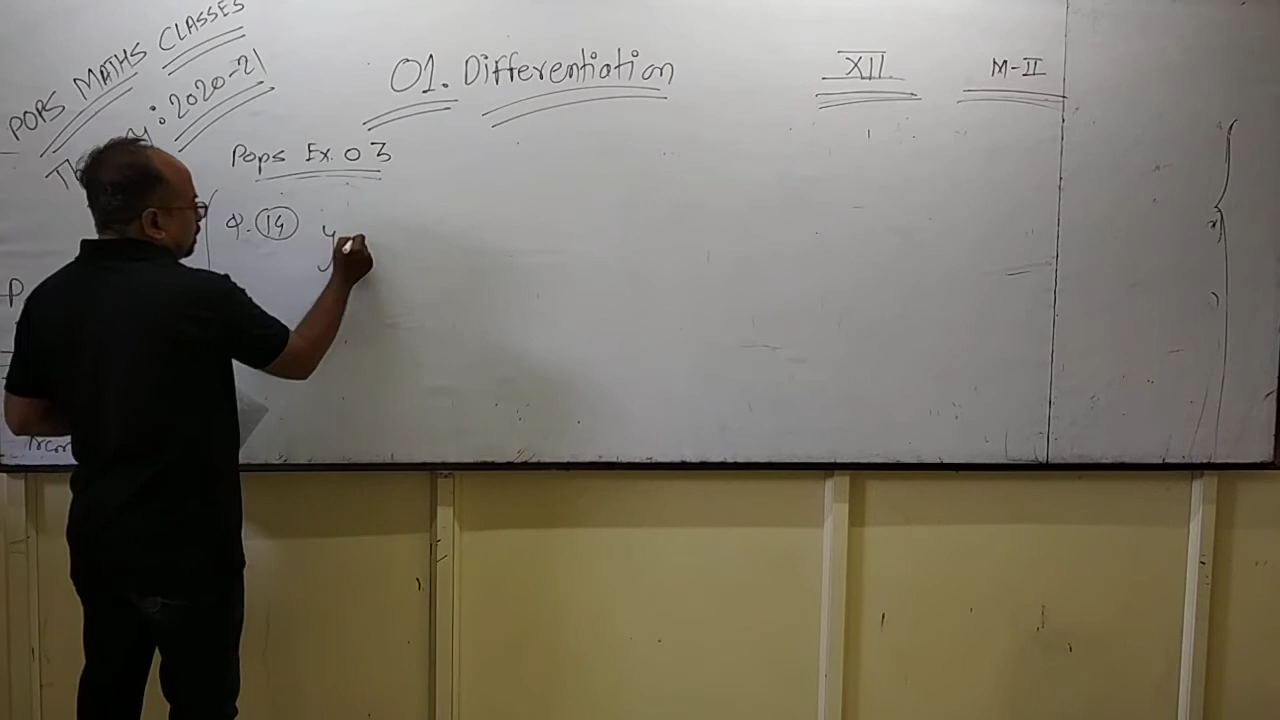 POPS MATHS CLASSES
: 2020-21
01. Differentiation
XII
M-II
Pops Ex. 03
Q. 14 y
P